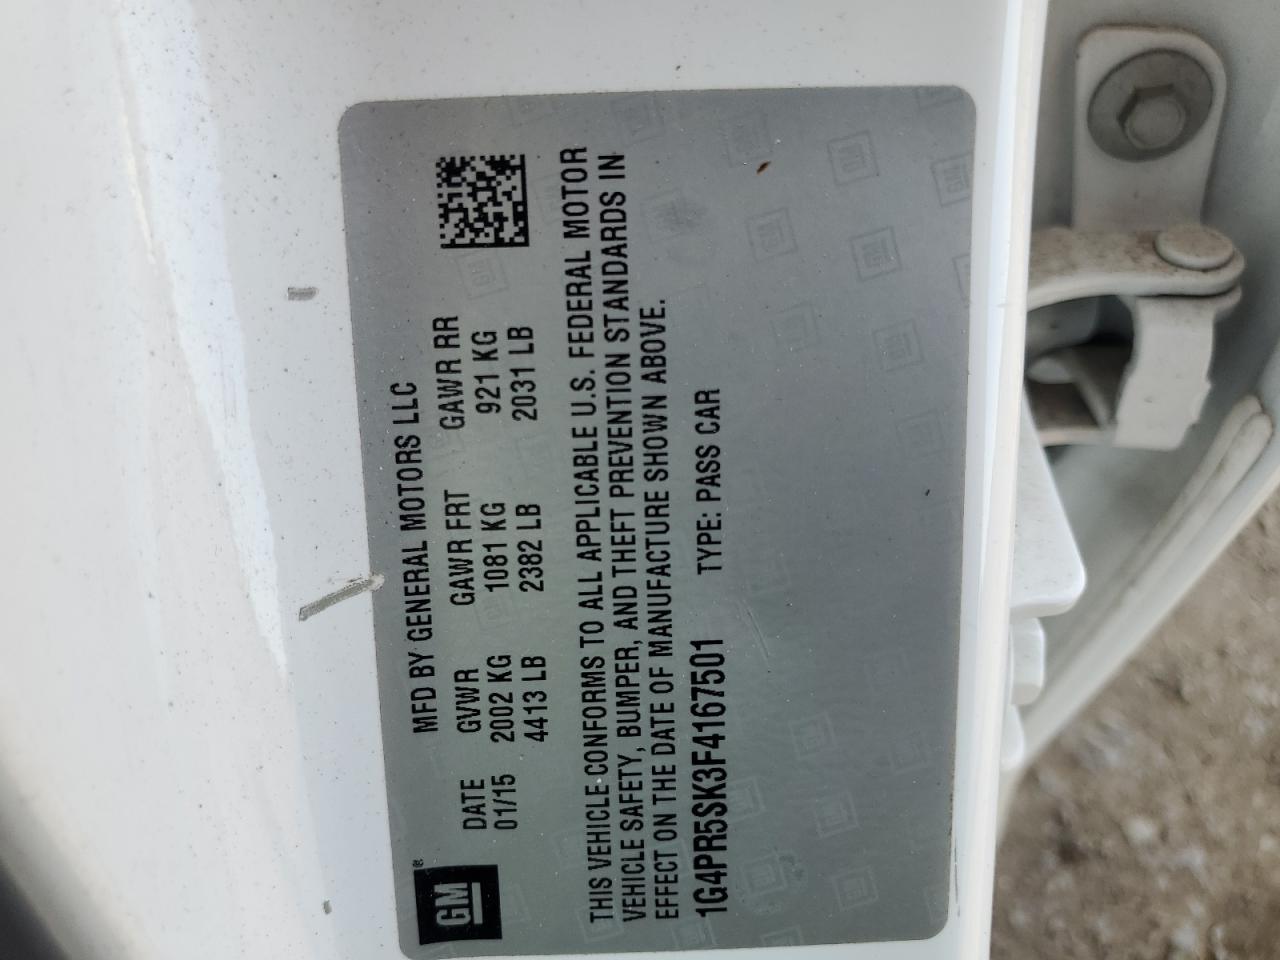 GM®
MFD BY GENERAL MOTORS LLC
DATE GVWR GAWR FRT GAWR RR
01/15 2002 KG 1081 KG 921 KG
4413 LB 2382 LB 2031 LB
THIS VEHICLE CONFORMS TO ALL APPLICABLE U.S. FEDERAL MOTOR
VEHICLE SAFETY, BUMPER, AND THEFT PREVENTION STANDARDS IN
EFFECT ON THE DATE OF MANUFACTURE SHOWN ABOVE.
1G4PR5SK3F4167501 TYPE: PASS CAR